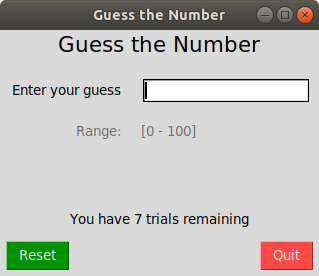 Guess the Number
Guess the Number
Enter your guess
Range: [0 - 100]
You have 7 trials remaining
Reset Quit